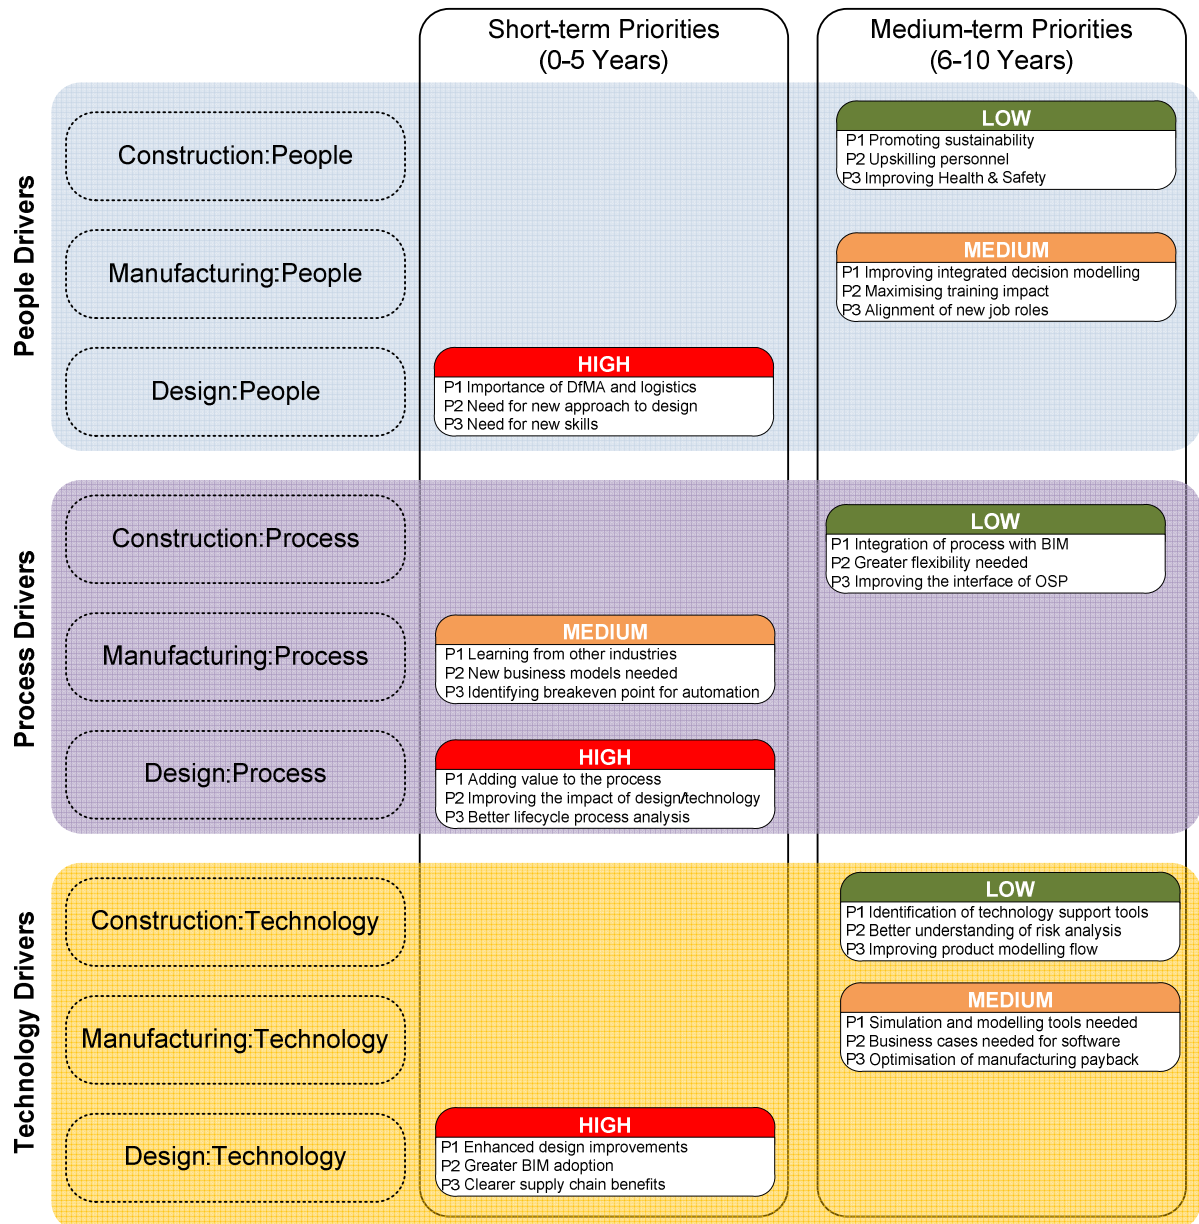 Short-term Priorities
(0-5 Years)
Medium-term Priorities
(6-10 Years)
People Drivers
Construction:People
LOW
P1 Promoting sustainability
P2 Upskilling personnel
P3 Improving Health & Safety
Manufacturing:People
MEDIUM
P1 Improving integrated decision modelling
P2 Maximising training impact
P3 Alignment of new job roles
Design:People
HIGH
P1 Importance of DfMA and logistics
P2 Need for new approach to design
P3 Need for new skills
Process Drivers
Construction:Process
LOW
P1 Integration of process with BIM
P2 Greater flexibility needed
P3 Improving the interface of OSP
Manufacturing:Process
MEDIUM
P1 Learning from other industries
P2 New business models needed
P3 Identifying breakeven point for automation
Design:Process
HIGH
P1 Adding value to the process
P2 Improving the impact of design/technology
P3 Better lifecycle process analysis
Technology Drivers
Construction:Technology
LOW
P1 Identification of technology support tools
P2 Better understanding of risk analysis
P3 Improving product modelling flow
Manufacturing:Technology
MEDIUM
P1 Simulation and modelling tools needed
P2 Business cases needed for software
P3 Optimisation of manufacturing payback
Design:Technology
HIGH
P1 Enhanced design improvements
P2 Greater BIM adoption
P3 Clearer supply chain benefits